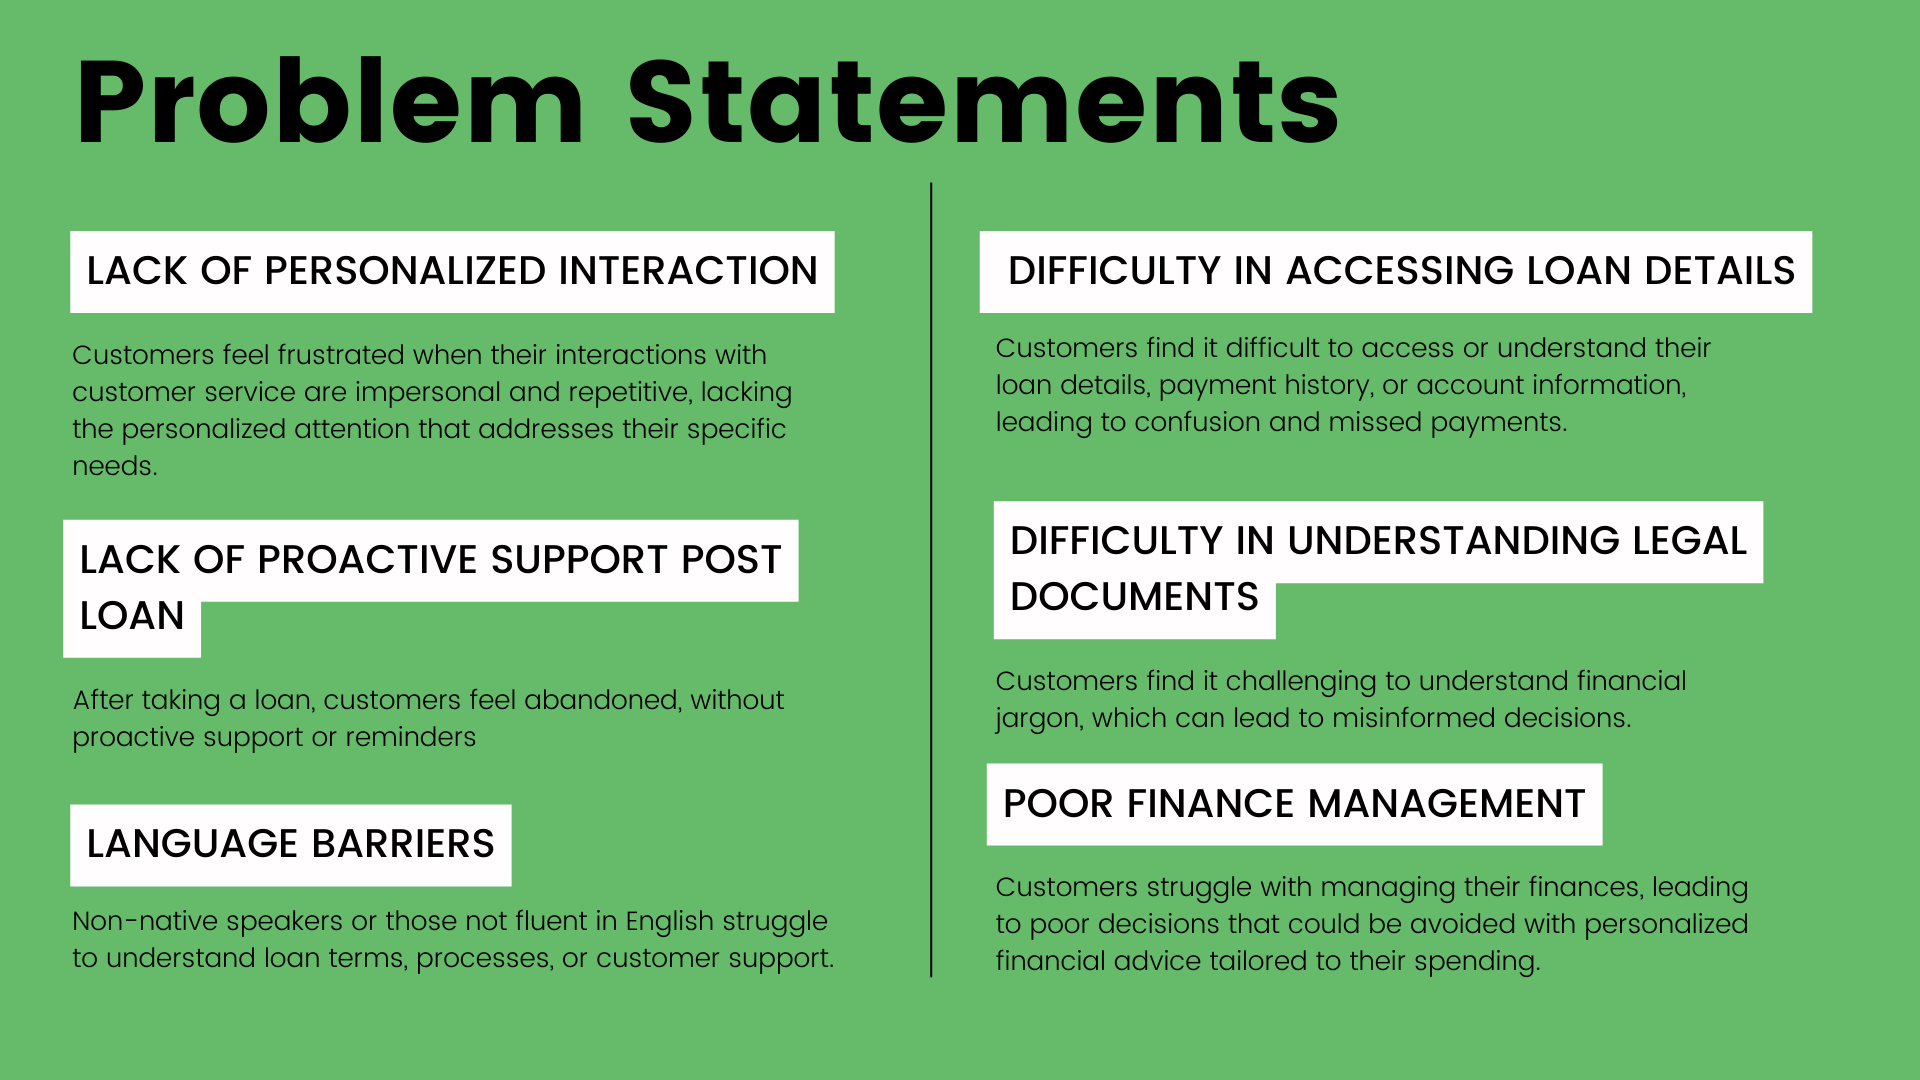 Problem Statements
LACK OF PERSONALIZED INTERACTION
Customers feel frustrated when their interactions with
customer service are impersonal and repetitive, lacking
the personalized attention that addresses their specific
needs.
LACK OF PROACTIVE SUPPORT POST
LOAN
After taking a loan, customers feel abandoned, without
proactive support or reminders
LANGUAGE BARRIERS
Non-native speakers or those not fluent in English struggle
to understand loan terms, processes, or customer support.
DIFFICULTY IN ACCESSING LOAN DETAILS
Customers find it difficult to access or understand their
loan details, payment history, or account information,
leading to confusion and missed payments.
DIFFICULTY IN UNDERSTANDING LEGAL
DOCUMENTS
Customers find it challenging to understand financial
jargon, which can lead to misinformed decisions.
POOR FINANCE MANAGEMENT
Customers struggle with managing their finances, leading
to poor decisions that could be avoided with personalized
financial advice tailored to their spending.